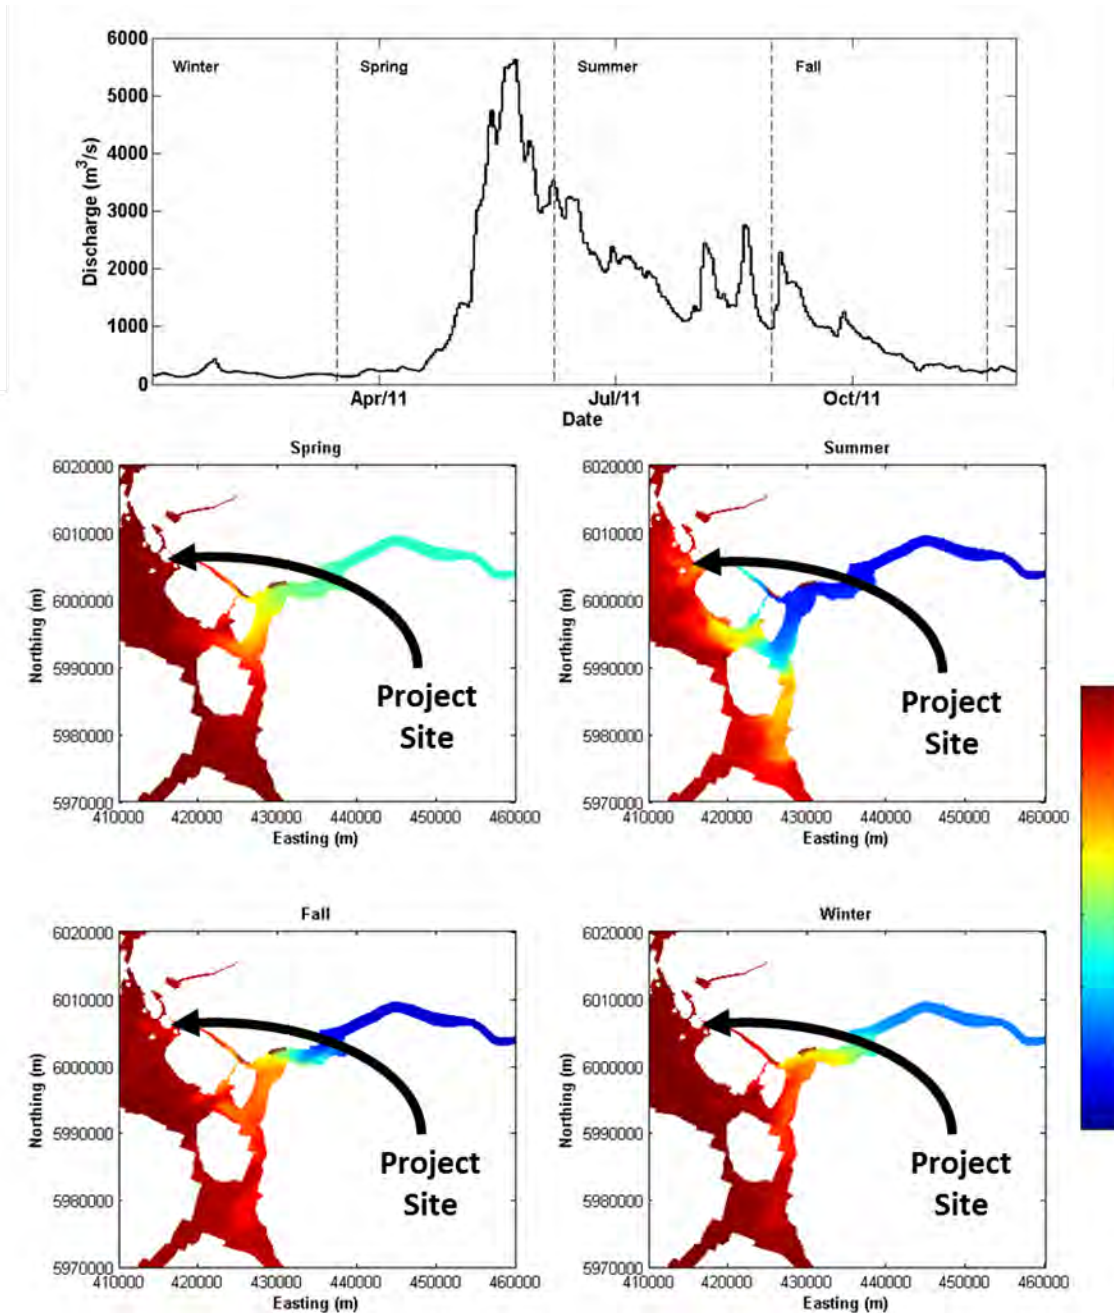 6000
5000
4000
3000
2000
1000
0
Discharge (m³/s)
Winter
Spring
Summer
Fall
Apr/11
Jul/11
Oct/11
Date
Spring
6020000
6010000
6000000
5990000
5980000
5970000
Northing (m)
Project
Site
410000 420000 430000 440000 450000 460000
Easting (m)
Summer
6020000
6010000
6000000
5990000
5980000
5970000
Northing (m)
Project
Site
410000 420000 430000 440000 450000 460000
Easting (m)
Fall
6020000
6010000
6000000
5990000
5980000
5970000
Northing (m)
Project
Site
410000 420000 430000 440000 450000 460000
Easting (m)
Winter
6020000
6010000
6000000
5990000
5980000
5970000
Northing (m)
Project
Site
410000 420000 430000 440000 450000 460000
Easting (m)